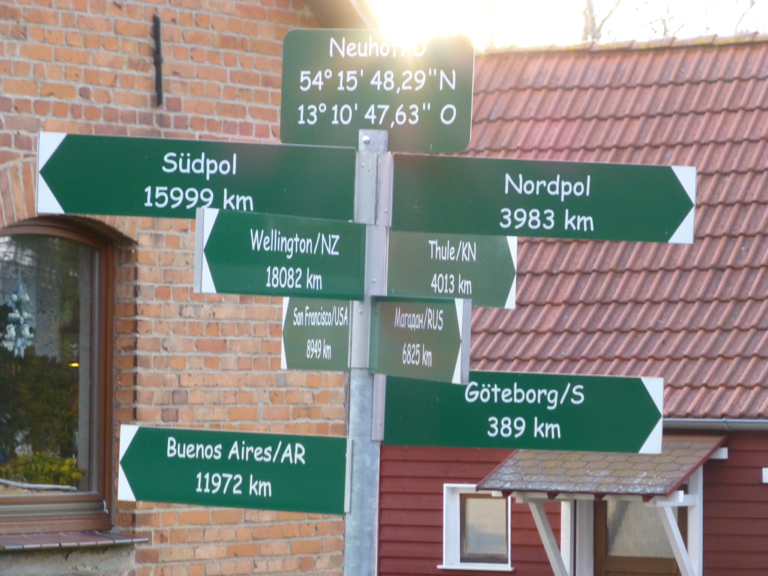 54° 15' 48,29"N
13° 10' 47,63" O
Südpol
15999 km
Nordpol
3983 km
Wellington/NZ
18082 km
Thule/KN
4013 km
San Francisco/USA
8949 km
Магадан/RUS
6825 km
Göteborg/S
389 km
Buenos Aires/AR
11972 km